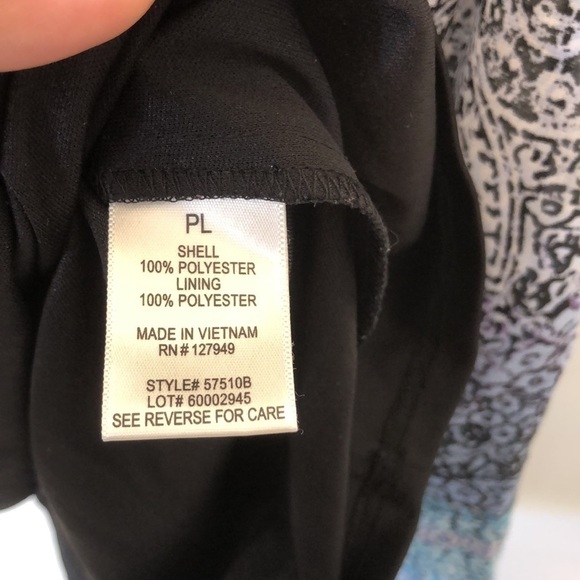 PL
SHELL
100% POLYESTER
LINING
100% POLYESTER
MADE IN VIETNAM
RN# 127949
STYLE# 57510B
LOT# 60002945
SEE REVERSE FOR CARE